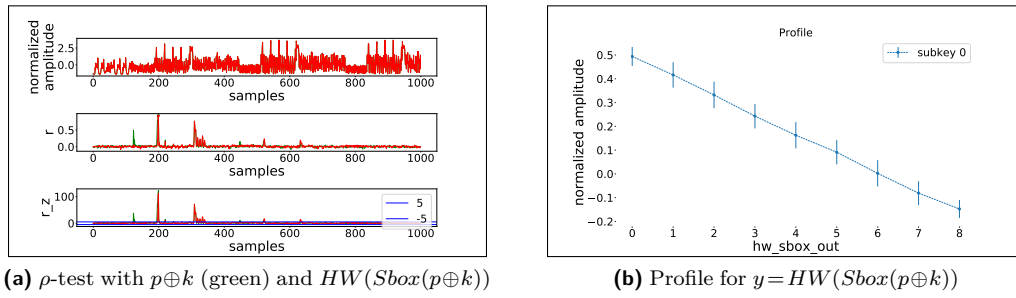 normalized
amplitude
2.5
0.0
0 200 400 600 800 1000
samples
r
0.5
0.0
0 200 400 600 800 1000
samples
r_z
100
0
5
-5
0 200 400 600 800 1000
samples
(a) ρ-test with p⊕k (green) and HW(Sbox(p⊕k))
Profile
subkey 0
normalized amplitude
0.5
0.4
0.3
0.2
0.1
0.0
−0.1
−0.2
0 1 2 3 4 5 6 7 8
hw_sbox_out
(b) Profile for y=HW(Sbox(p⊕k))